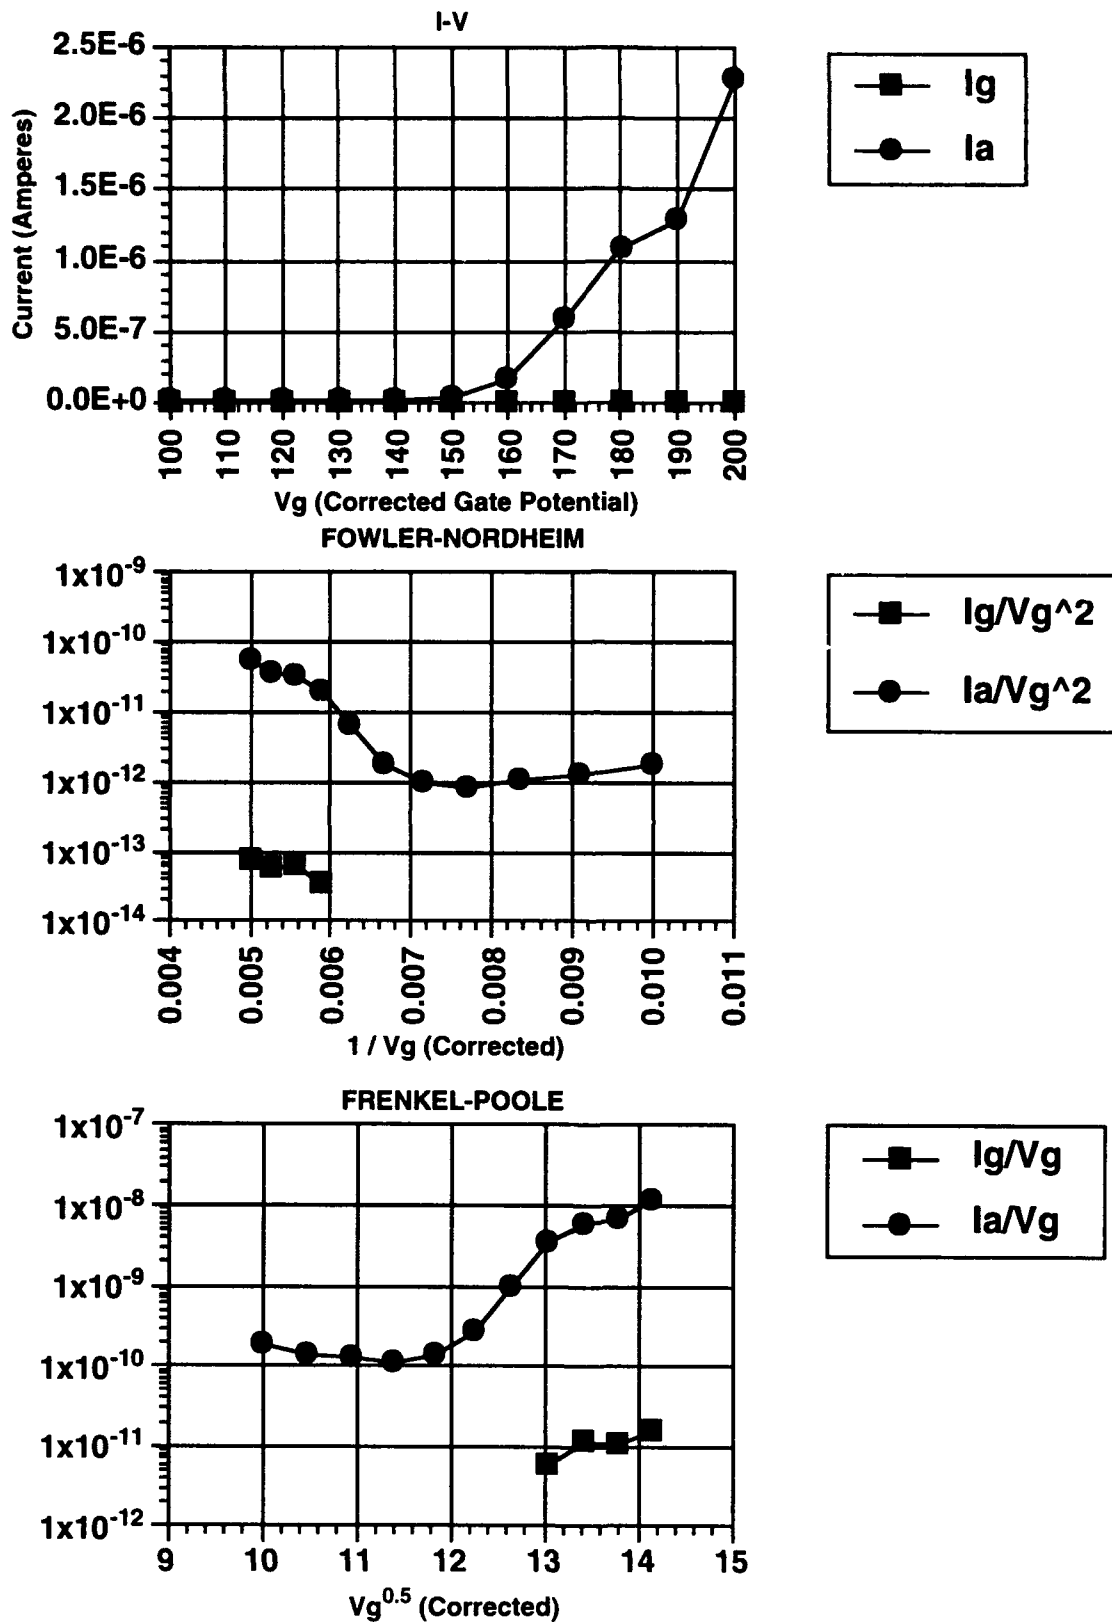 I-V
2.5E-6
2.0E-6
1.5E-6
1.0E-6
5.0E-7
0.0E+0
Current (Amperes)
100 110 120 130 140 150 160 170 180 190 200
Vg (Corrected Gate Potential)
Ig
Ia
FOWLER-NORDHEIM
1x10^-9
1x10^-10
1x10^-11
1x10^-12
1x10^-13
1x10^-14
0.004 0.005 0.006 0.007 0.008 0.009 0.010 0.011
1 / Vg (Corrected)
Ig/Vg^2
Ia/Vg^2
FRENKEL-POOLE
1x10^-7
1x10^-8
1x10^-9
1x10^-10
1x10^-11
1x10^-12
9 10 11 12 13 14 15
Vg^0.5 (Corrected)
Ig/Vg
Ia/Vg